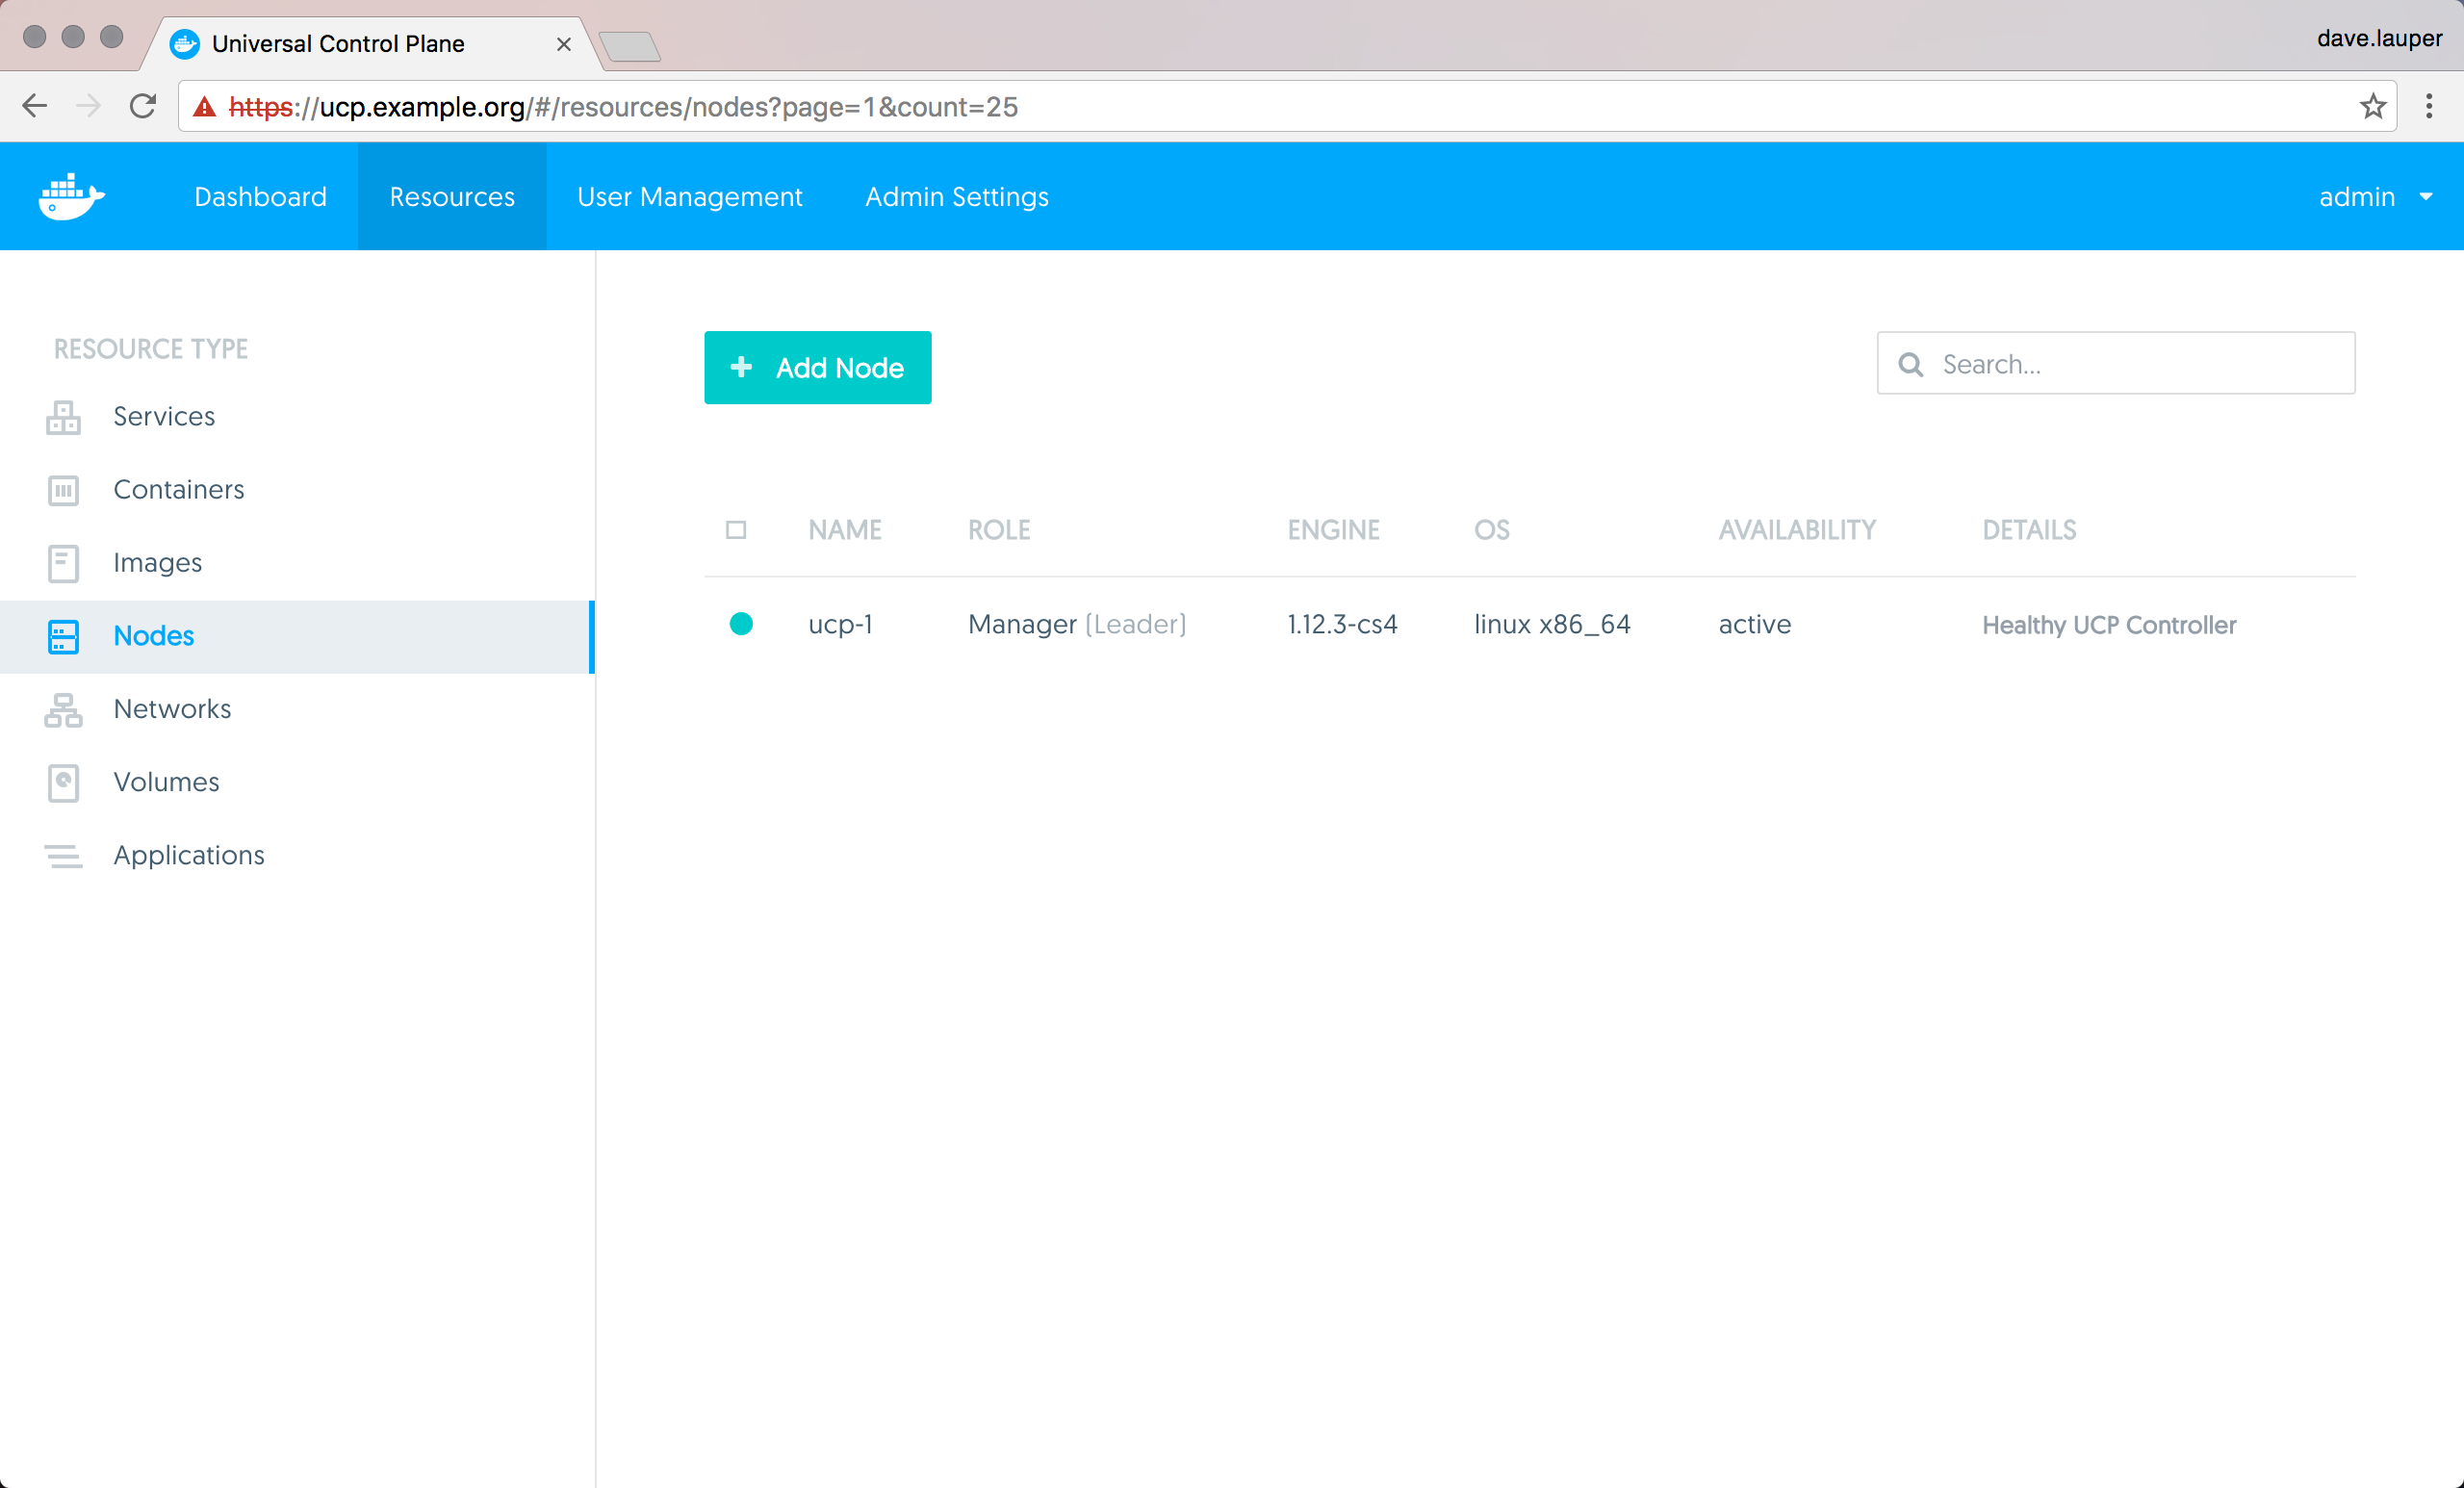 Universal Control Plane
dave.lauper
https://ucp.example.org/#/resources/nodes?page=1&count=25
Dashboard Resources User Management Admin Settings admin
RESOURCE TYPE
Services
Containers
Images
Nodes
Networks
Volumes
Applications
+ Add Node
Search...
NAME ROLE ENGINE OS AVAILABILITY DETAILS
ucp-1 Manager (Leader) 1.12.3-cs4 linux x86_64 active Healthy UCP Controller